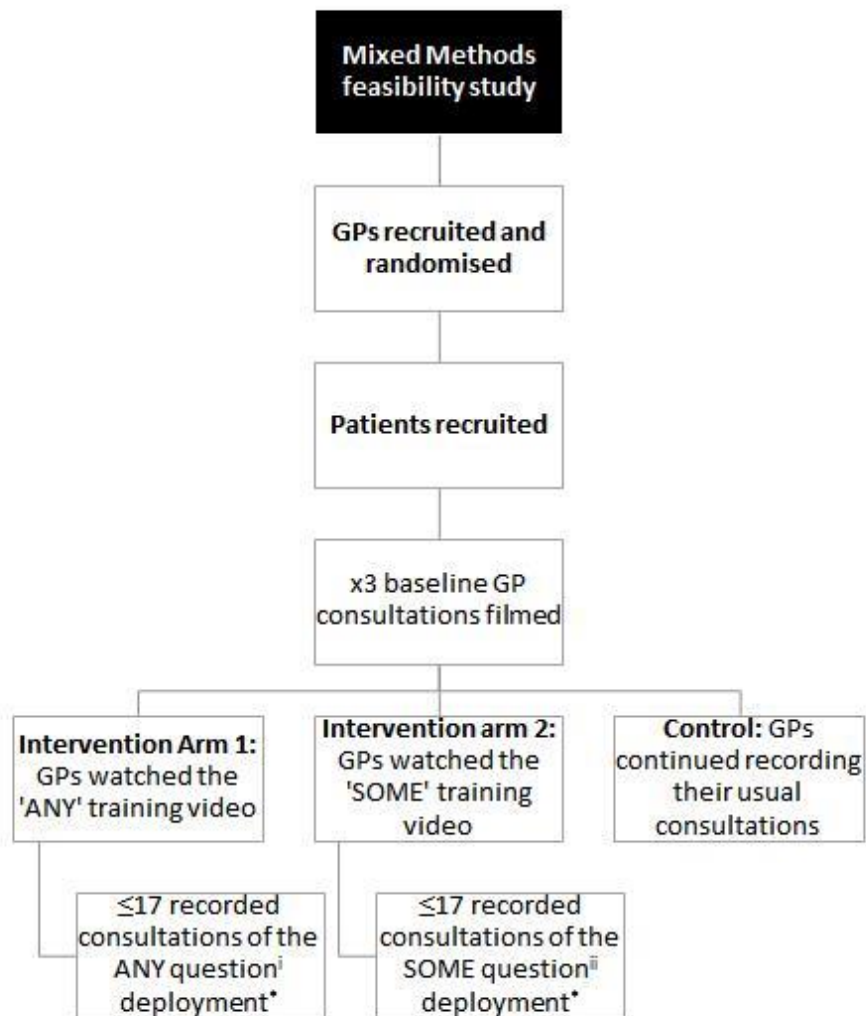 Mixed Methods
feasibility study
GPs recruited and
randomised
Patients recruited
x3 baseline GP
consultations filmed
Intervention Arm 1:
GPs watched the
'ANY' training video
Intervention arm 2:
GPs watched the
'SOME' training
video
Control: GPs
continued recording
their usual
consultations
≤17 recorded
consultations of the
ANY questionⁱ
deployment*
≤17 recorded
consultations of the
SOME questionⁱⁱ
deployment*